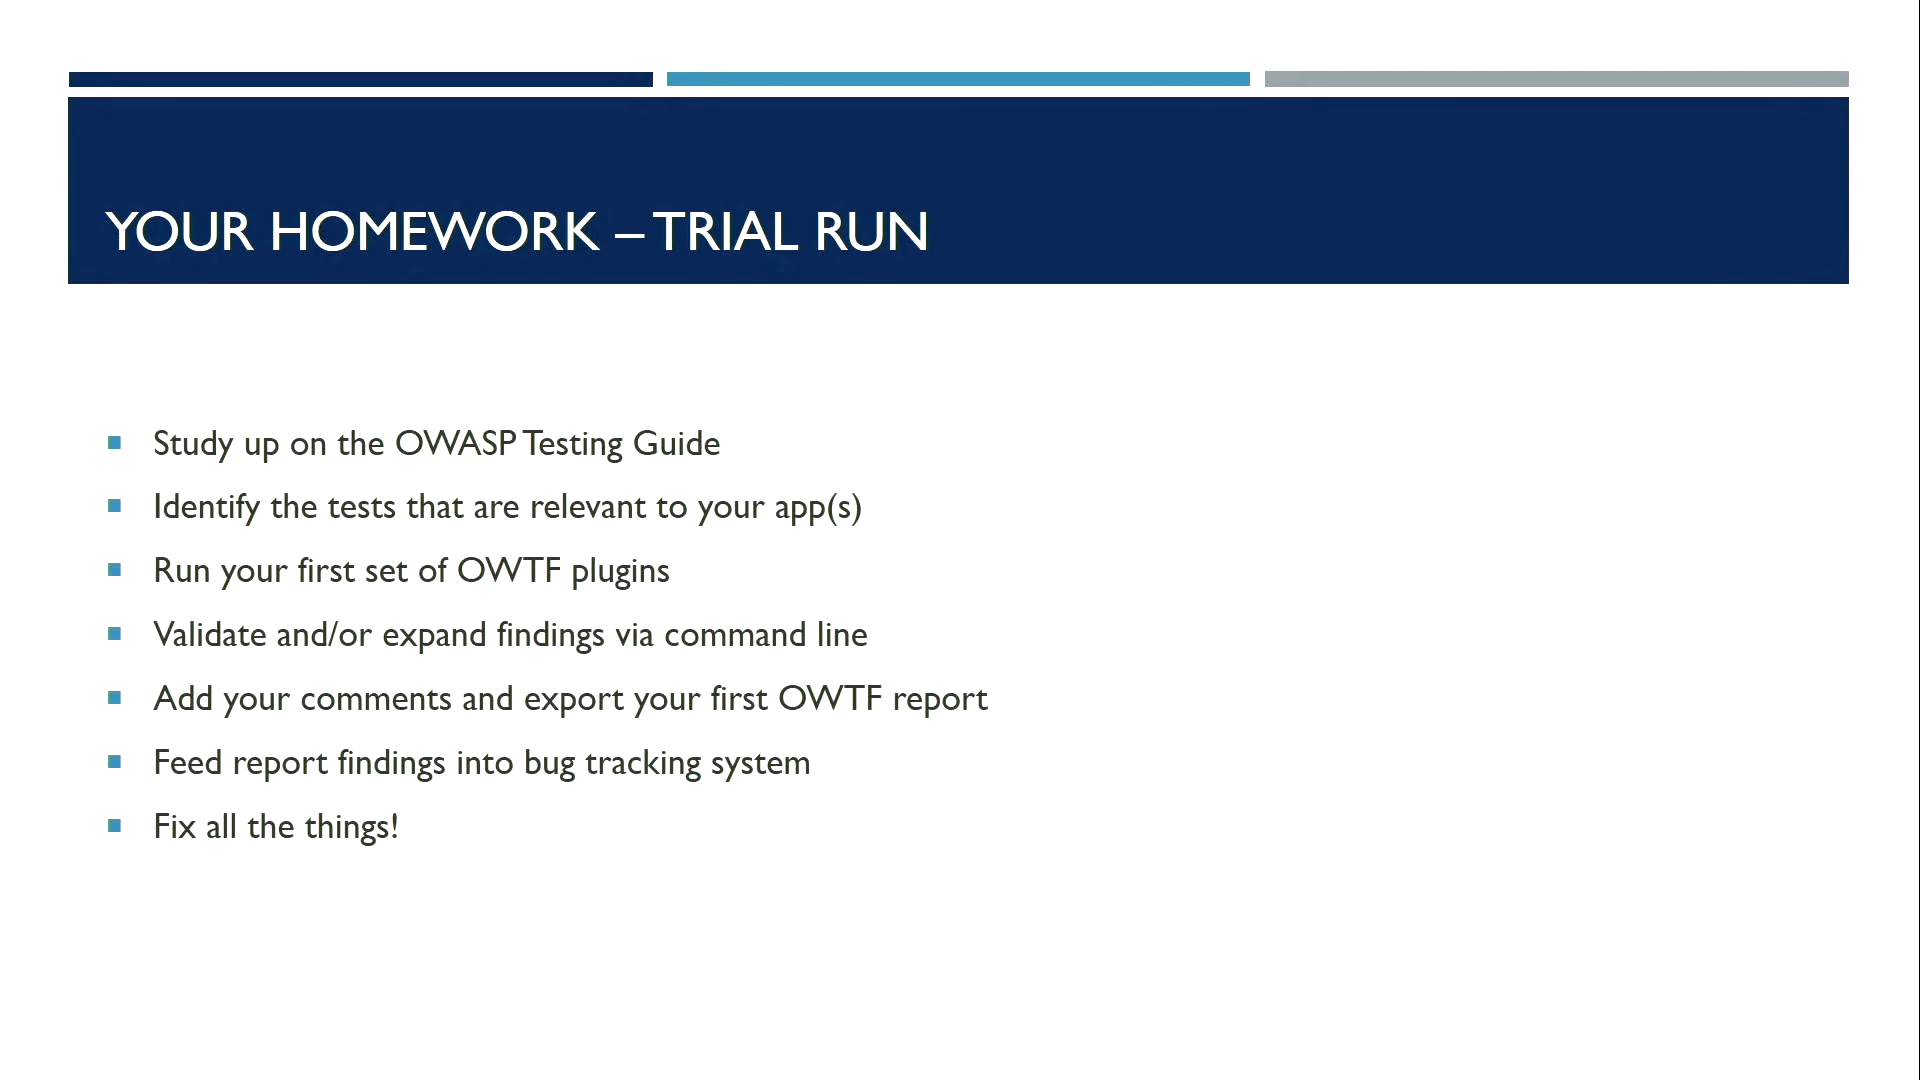 YOUR HOMEWORK – TRIAL RUN
Study up on the OWASP Testing Guide
Identify the tests that are relevant to your app(s)
Run your first set of OWTF plugins
Validate and/or expand findings via command line
Add your comments and export your first OWTF report
Feed report findings into bug tracking system
Fix all the things!